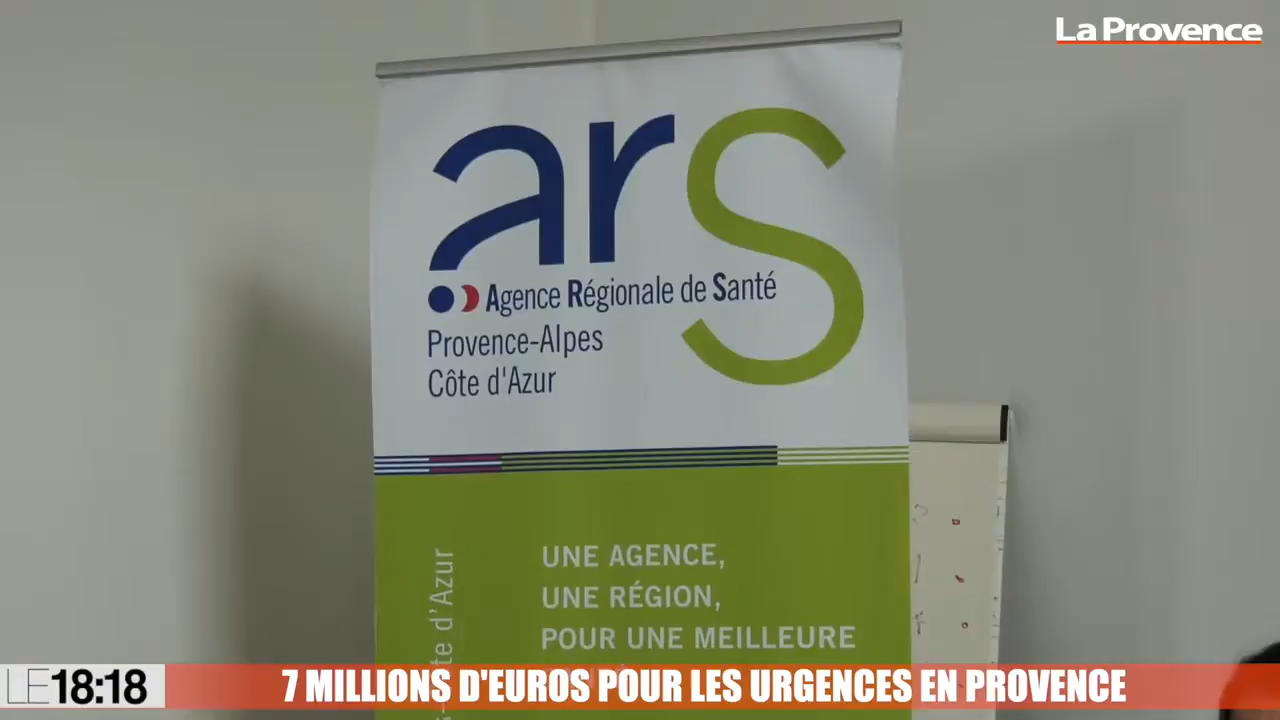 La Provence
ars
Agence Régionale de Santé
Provence-Alpes
Côte d'Azur
UNE AGENCE,
UNE RÉGION,
POUR UNE MEILLEURE
te d'Azur
LE 18:18
7 MILLIONS D'EUROS POUR LES URGENCES EN PROVENCE